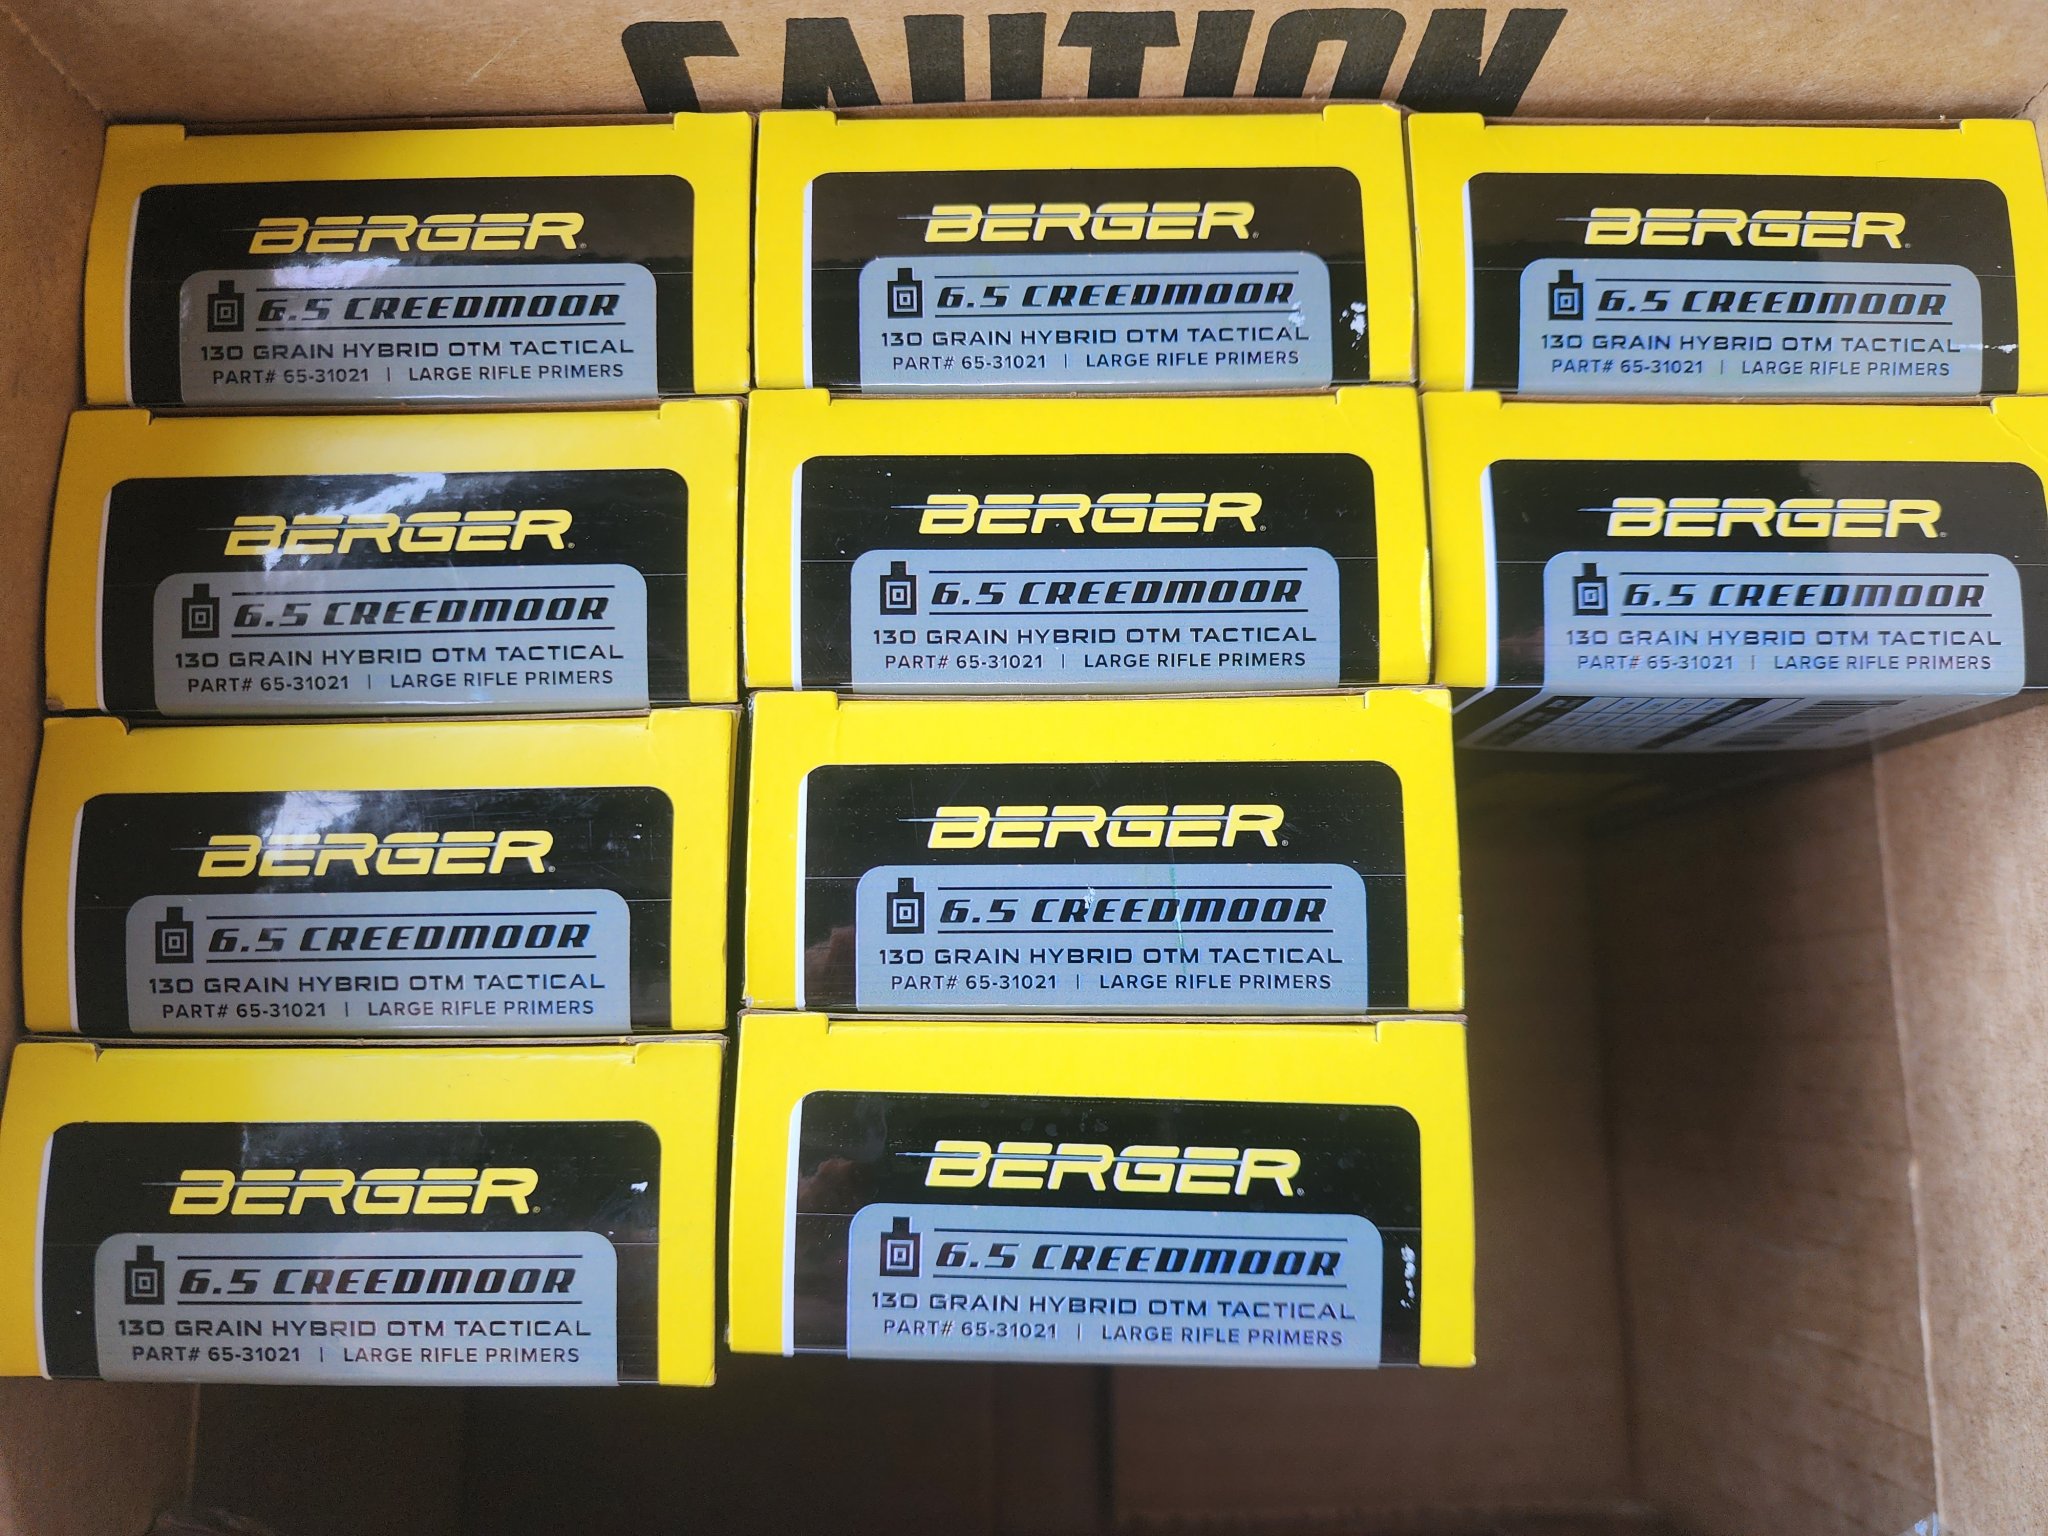 CAUTION
BERGER
6.5 CREEDMOOR
130 GRAIN HYBRID OTM TACTICAL
PART# 65-31021 | LARGE RIFLE PRIMERS
BERGER
6.5 CREEDMOOR
130 GRAIN HYBRID OTM TACTICAL
PART# 65-31021 | LARGE RIFLE PRIMERS
BERGER
6.5 CREEDMOOR
130 GRAIN HYBRID OTM TACTICAL
PART# 65-31021 | LARGE RIFLE PRIMERS
BERGER
6.5 CREEDMOOR
130 GRAIN HYBRID OTM TACTICAL
PART# 65-31021 | LARGE RIFLE PRIMERS
BERGER
6.5 CREEDMOOR
130 GRAIN HYBRID OTM TACTICAL
PART# 65-31021 | LARGE RIFLE PRIMERS
BERGER
6.5 CREEDMOOR
130 GRAIN HYBRID OTM TACTICAL
PART# 65-31021 | LARGE RIFLE PRIMERS
BERGER
6.5 CREEDMOOR
130 GRAIN HYBRID OTM TACTICAL
PART# 65-31021 | LARGE RIFLE PRIMERS
BERGER
6.5 CREEDMOOR
130 GRAIN HYBRID OTM TACTICAL
PART# 65-31021 | LARGE RIFLE PRIMERS
BERGER
6.5 CREEDMOOR
130 GRAIN HYBRID OTM TACTICAL
PART# 65-31021 | LARGE RIFLE PRIMERS
BERGER
6.5 CREEDMOOR
130 GRAIN HYBRID OTM TACTICAL
PART# 65-31021 | LARGE RIFLE PRIMERS